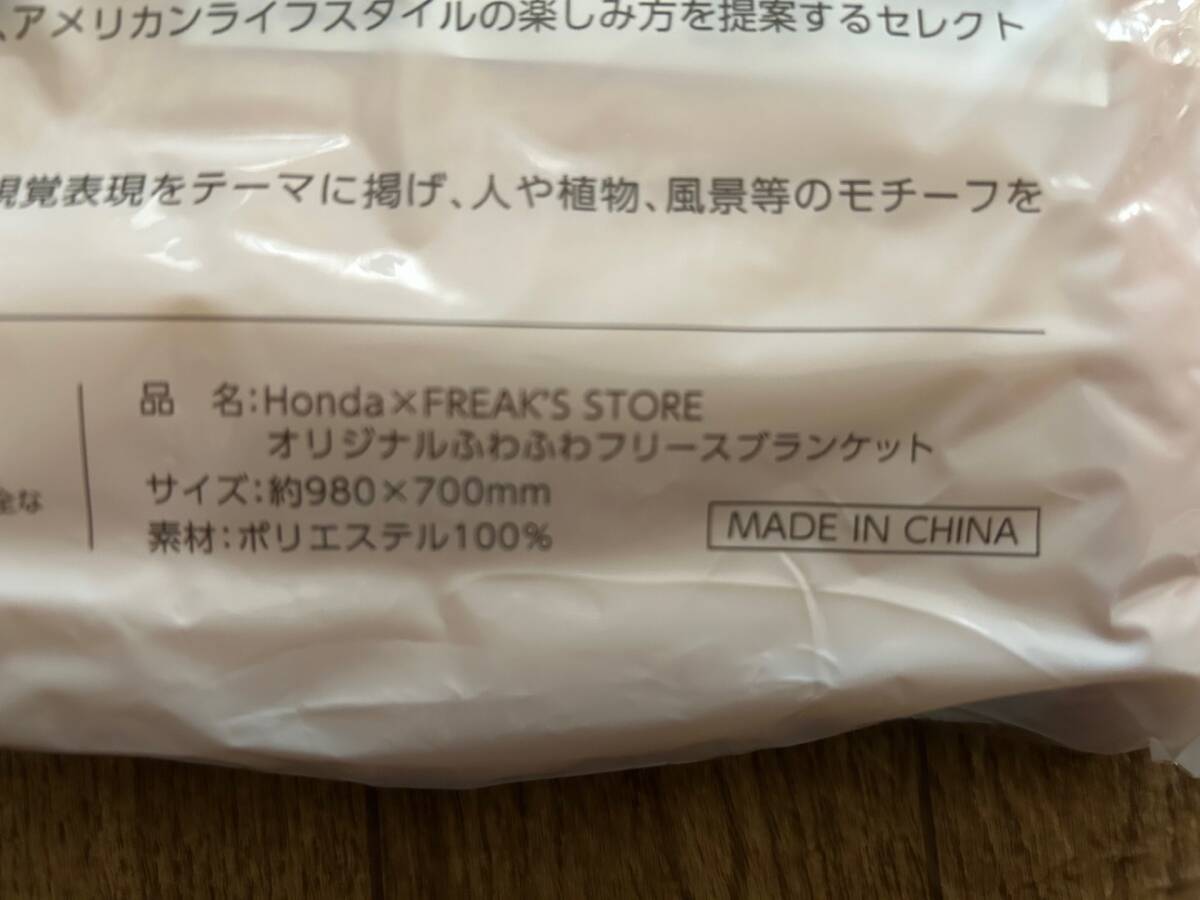 、アメリカンライフスタイルの楽しみ方を提案するセレクト
視覚表現をテーマに掲げ、人や植物、風景等のモチーフを
全な
品 名:Honda×FREAK'S STORE
オリジナルふわふわフリースブランケット
サイズ:約980×700mm
素材:ポリエステル100%
MADE IN CHINA